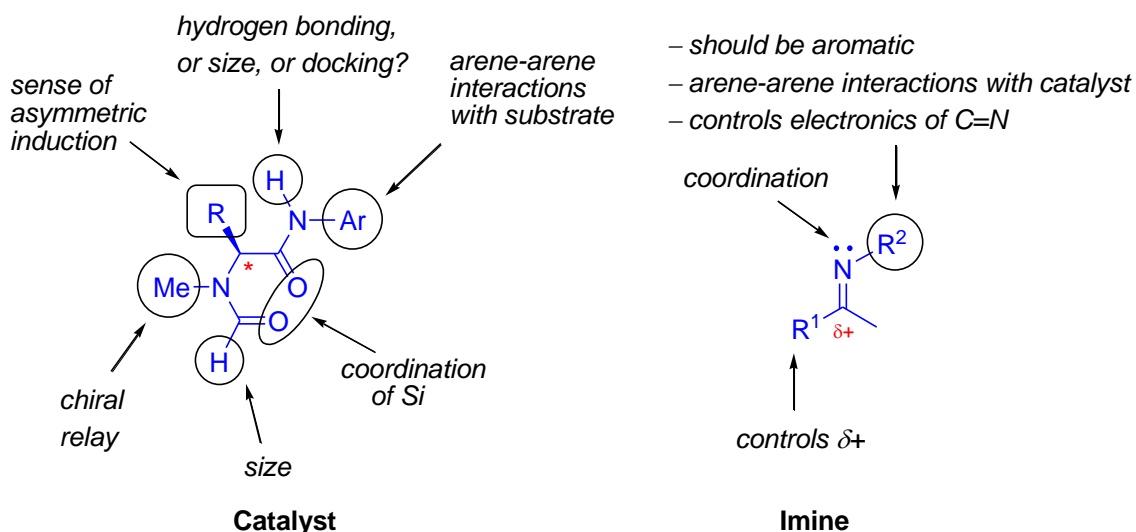 hydrogen bonding,
or size, or docking?
sense of
asymmetric
induction
arene-arene
interactions
with substrate
H
R
N
Ar
*
Me
N
O
O
H
chiral
relay
size
coordination
of Si
Catalyst
– should be aromatic
– arene-arene interactions with catalyst
– controls electronics of C=N
coordination
R²
N
R¹
δ+
controls δ+
Imine